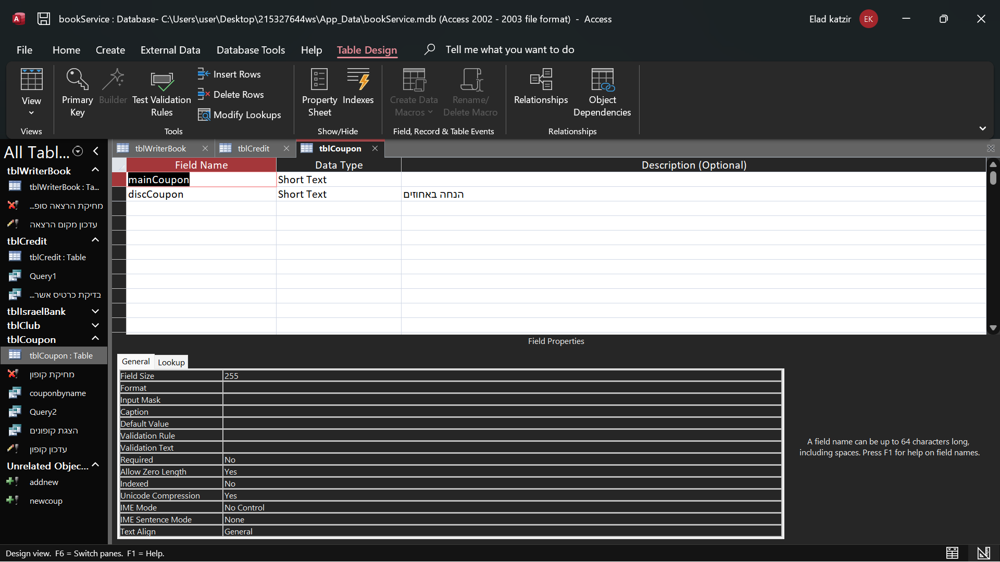 bookService : Database- C:\Users\user\Desktop\215327644ws\App_Data\bookService.mdb (Access 2002 - 2003 file format) - Access
Elad katzir
EK
File
Home
Create
External Data
Database Tools
Help
Table Design
Tell me what you want to do
View
Views
Primary Key
Builder
Test Validation Rules
Insert Rows
Delete Rows
Modify Lookups
Tools
Property Sheet
Indexes
Show/Hide
Create Data Macros
Rename/ Delete Macro
Field, Record & Table Events
Relationships
Object Dependencies
Relationships
All Tabl...
tblWriterBook
tblWriterBook : Ta...
מחיקת הרצאה סופ...
עדכון מקום הרצאה
tblCredit
tblCredit : Table
Query1
בדיקת כרטיס אשר...
tblIsraelBank
tblClub
tblCoupon
tblCoupon : Table
מחיקת קופון
couponbyname
Query2
הצגת קופונים
עדכון קופון
Unrelated Objec...
addnew
newcoup
tblWriterBook
tblCredit
tblCoupon
Field Name
Data Type
Description (Optional)
mainCoupon
Short Text
discCoupon
Short Text
הנחה באחוזים
Field Properties
General
Lookup
Field Size
255
Format
Input Mask
Caption
Default Value
Validation Rule
Validation Text
Required
No
Allow Zero Length
Yes
Indexed
No
Unicode Compression
Yes
IME Mode
No Control
IME Sentence Mode
None
Text Align
General
A field name can be up to 64 characters long,
including spaces. Press F1 for help on field names.
Design view. F6 = Switch panes. F1 = Help.